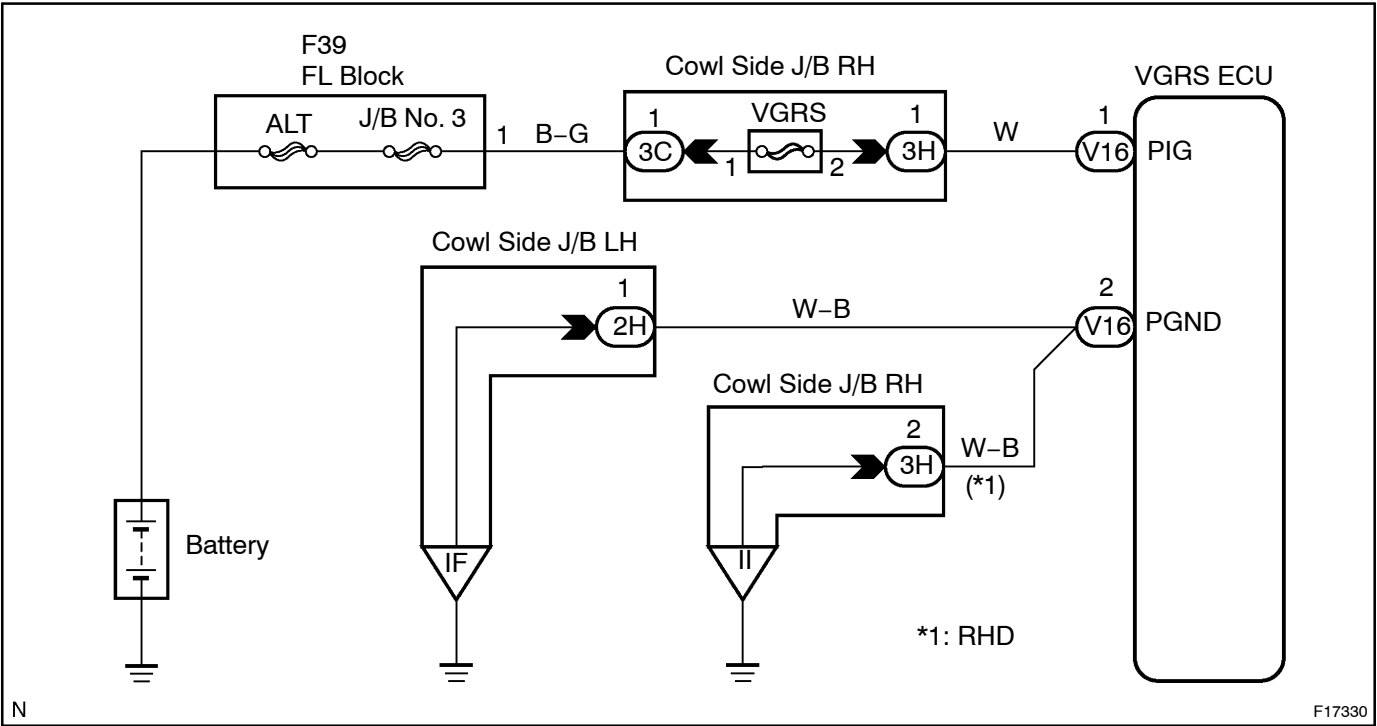 F39
FL Block
ALT
J/B No. 3
1
B–G
Cowl Side J/B RH
1
3C
1
VGRS
2
1
3H
W
VGRS ECU
1
V16
PIG
Cowl Side J/B LH
1
2H
W–B
2
V16
PGND
Cowl Side J/B RH
2
3H
W–B
(*1)
Battery
IF
II
*1: RHD
N
F17330